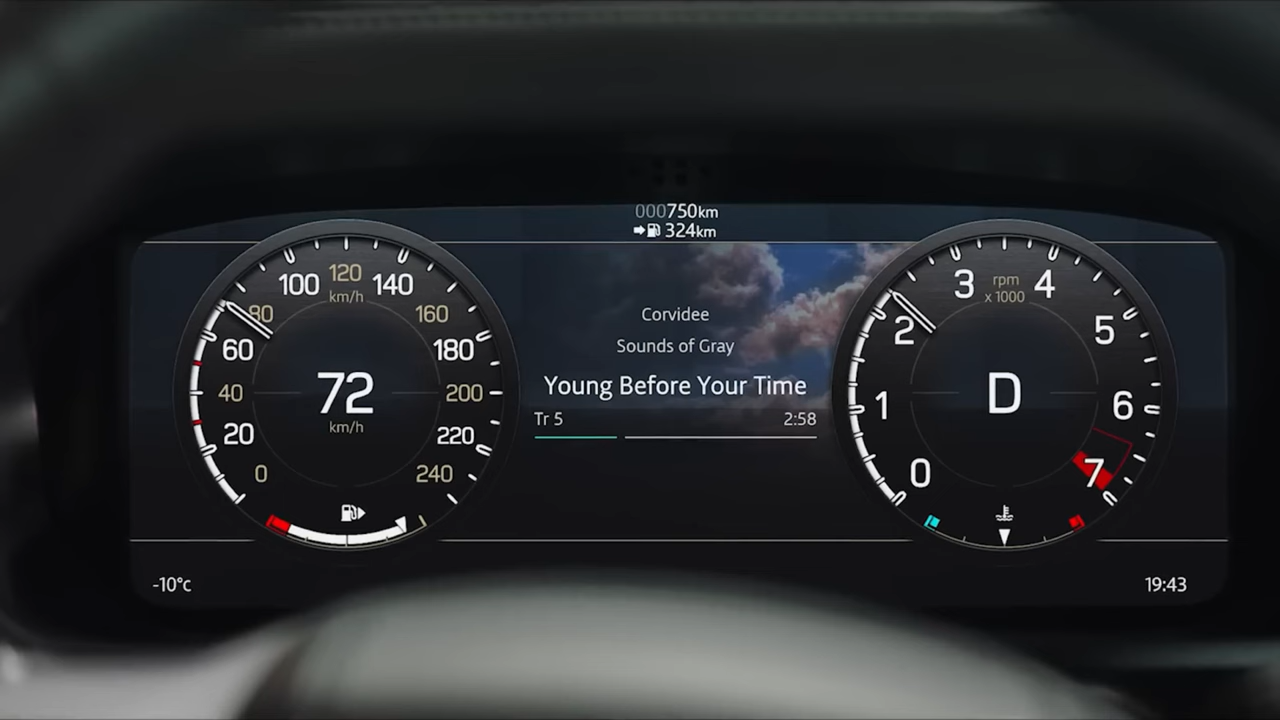 000750km
324km
0
20
40
60
80
100
120
140
160
180
200
220
240
km/h
72
km/h
Corvidee
Sounds of Gray
Young Before Your Time
Tr 5
2:58
0
1
2
3
4
5
6
7
rpm
x 1000
D
-10°c
19:43